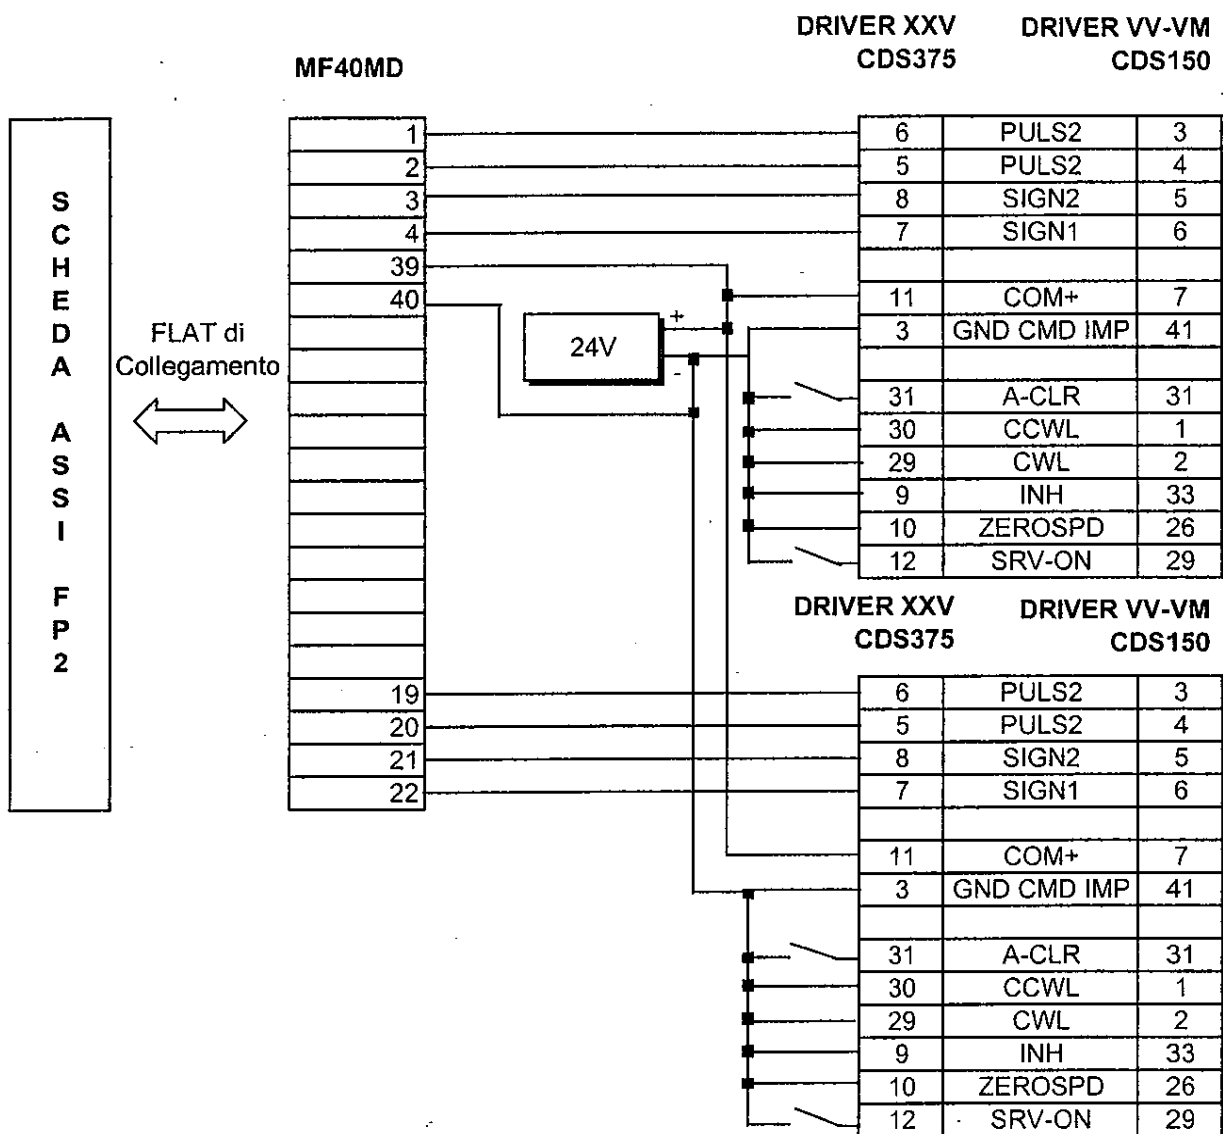 DRIVER XXV DRIVER VV-VM
CDS375 CDS150
MF40MD
SCHEDA ASSI FP2
FLAT di
Collegamento
1
2
3
4
39
40
19
20
21
22
24V
+
-
6 PULS2 3
5 PULS2 4
8 SIGN2 5
7 SIGN1 6
11 COM+ 7
3 GND CMD IMP 41
31 A-CLR 31
30 CCWL 1
29 CWL 2
9 INH 33
10 ZEROSPD 26
12 SRV-ON 29
DRIVER XXV DRIVER VV-VM
CDS375 CDS150
6 PULS2 3
5 PULS2 4
8 SIGN2 5
7 SIGN1 6
11 COM+ 7
3 GND CMD IMP 41
31 A-CLR 31
30 CCWL 1
29 CWL 2
9 INH 33
10 ZEROSPD 26
12 SRV-ON 29